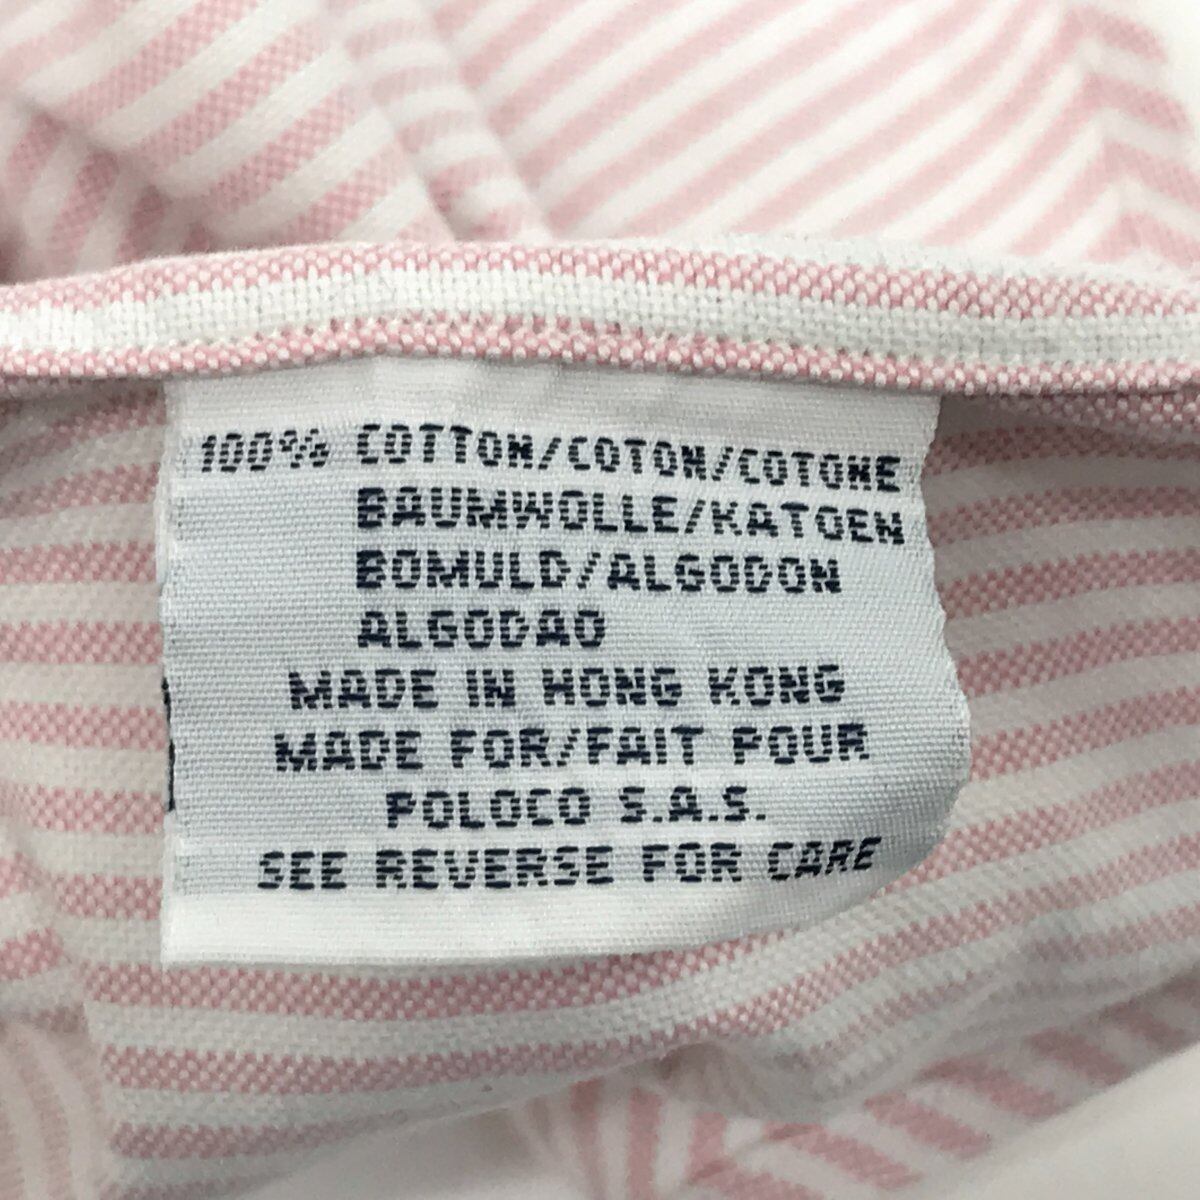 100% COTTON/COTON/COTONE
BAUMWOLLE/KATOEN
BOMULD/ALGODON
ALGODAO
MADE IN HONG KONG
MADE FOR/FAIT POUR
POLOCO S.A.S.
SEE REVERSE FOR CARE